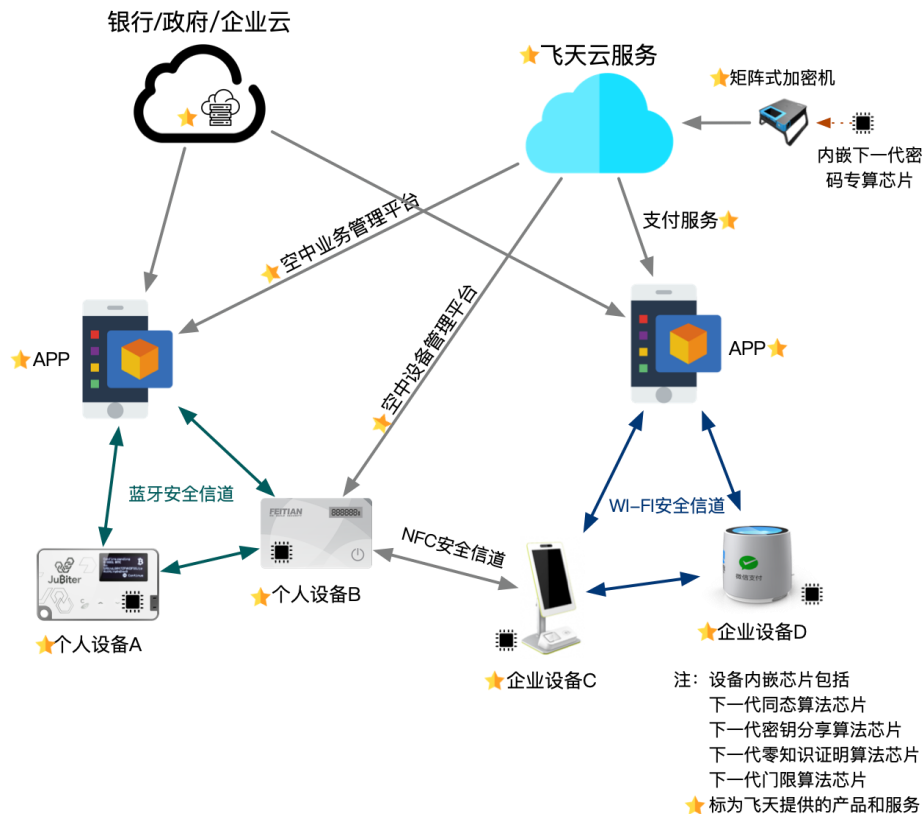 银行/政府/企业云
飞天云服务
矩阵式加密机
内嵌下一代密
码专算芯片
支付服务
空中业务管理平台
空中设备管理平台
APP
APP
蓝牙安全信道
WI-FI安全信道
NFC安全信道
FEITIAN
JuBiter
微信支付
个人设备A
个人设备B
企业设备C
企业设备D
注：设备内嵌芯片包括
下一代同态算法芯片
下一代密钥分享算法芯片
下一代零知识证明算法芯片
下一代门限算法芯片
标为飞天提供的产品和服务